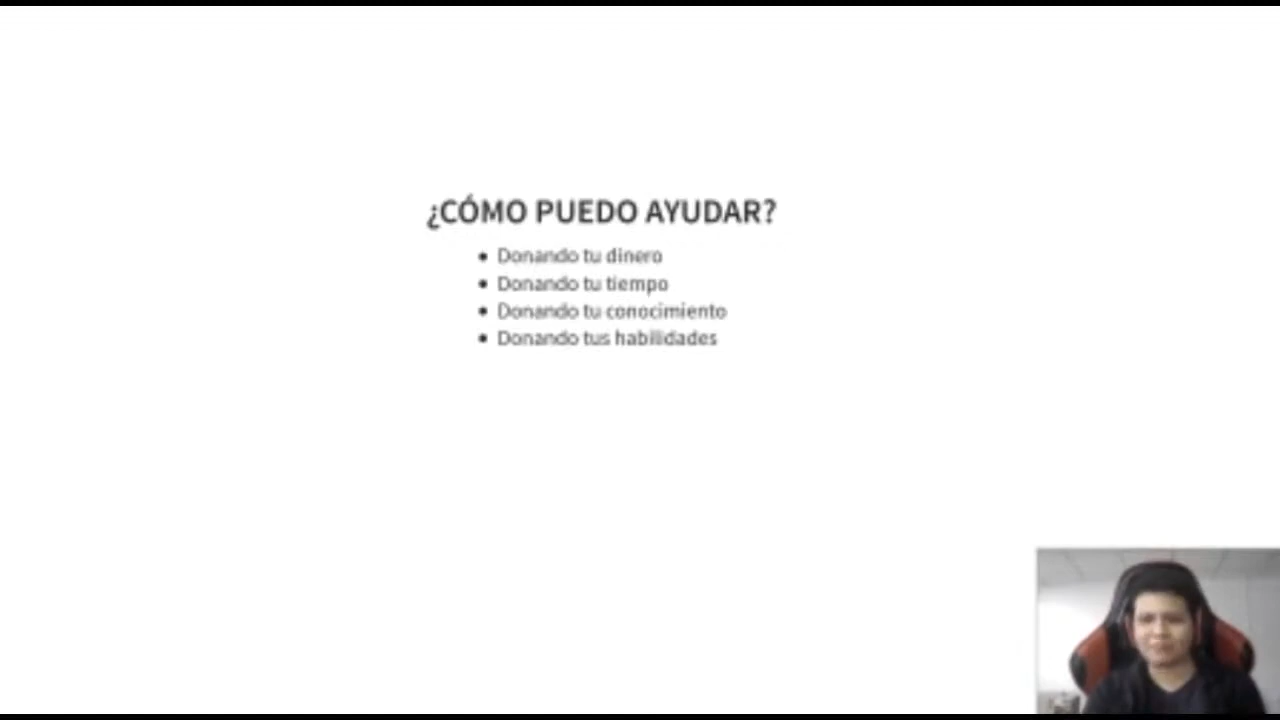 ¿CÓMO PUEDO AYUDAR?
• Donando tu dinero
• Donando tu tiempo
• Donando tu conocimiento
• Donando tus habilidades